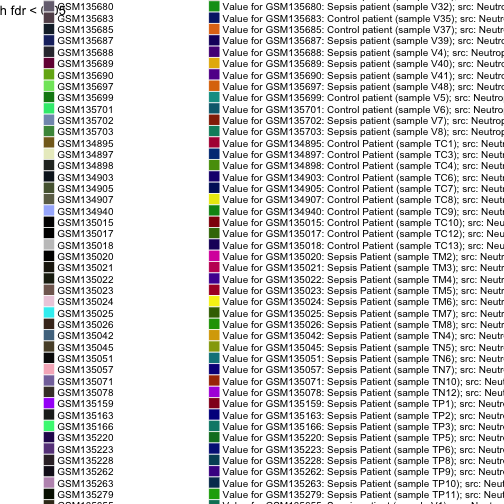 h fdr < 0.05
GSM135680 Value for GSM135680: Sepsis patient (sample V32); src: Neutro
GSM135683 Value for GSM135683: Control patient (sample V35); src: Neut
GSM135685 Value for GSM135685: Control patient (sample V37); src: Neut
GSM135687 Value for GSM135687: Sepsis patient (sample V39); src: Neutro
GSM135688 Value for GSM135688: Sepsis patient (sample V4); src: Neutrop
GSM135689 Value for GSM135689: Sepsis patient (sample V40); src: Neutro
GSM135690 Value for GSM135690: Sepsis patient (sample V41); src: Neutro
GSM135697 Value for GSM135697: Sepsis patient (sample V48); src: Neutro
GSM135699 Value for GSM135699: Control patient (sample V5); src: Neutro
GSM135701 Value for GSM135701: Control patient (sample V6); src: Neutro
GSM135702 Value for GSM135702: Sepsis patient (sample V7); src: Neutrop
GSM135703 Value for GSM135703: Sepsis patient (sample V8); src: Neutrop
GSM134895 Value for GSM134895: Control Patient (sample TC1); src: Neutr
GSM134897 Value for GSM134897: Control Patient (sample TC3); src: Neutr
GSM134898 Value for GSM134898: Control Patient (sample TC4); src: Neutr
GSM134903 Value for GSM134903: Control Patient (sample TC6); src: Neutr
GSM134905 Value for GSM134905: Control Patient (sample TC7); src: Neutr
GSM134907 Value for GSM134907: Control Patient (sample TC8); src: Neutr
GSM134940 Value for GSM134940: Control Patient (sample TC9); src: Neutr
GSM135015 Value for GSM135015: Control Patient (sample TC10); src: Neut
GSM135017 Value for GSM135017: Control Patient (sample TC12); src: Neut
GSM135018 Value for GSM135018: Control Patient (sample TC13); src: Neut
GSM135020 Value for GSM135020: Sepsis Patient (sample TM2); src: Neutr
GSM135021 Value for GSM135021: Sepsis Patient (sample TM3); src: Neutr
GSM135022 Value for GSM135022: Sepsis Patient (sample TM4); src: Neutr
GSM135023 Value for GSM135023: Sepsis Patient (sample TM5); src: Neutr
GSM135024 Value for GSM135024: Sepsis Patient (sample TM6); src: Neutr
GSM135025 Value for GSM135025: Sepsis Patient (sample TM7); src: Neutr
GSM135026 Value for GSM135026: Sepsis Patient (sample TM8); src: Neutr
GSM135042 Value for GSM135042: Sepsis Patient (sample TN4); src: Neutr
GSM135045 Value for GSM135045: Sepsis Patient (sample TN5); src: Neutr
GSM135051 Value for GSM135051: Sepsis Patient (sample TN6); src: Neutr
GSM135057 Value for GSM135057: Sepsis Patient (sample TN7); src: Neutr
GSM135071 Value for GSM135071: Sepsis Patient (sample TN10); src: Neut
GSM135078 Value for GSM135078: Sepsis Patient (sample TN12); src: Neut
GSM135159 Value for GSM135159: Sepsis Patient (sample TP1); src: Neutr
GSM135163 Value for GSM135163: Sepsis Patient (sample TP2); src: Neutr
GSM135166 Value for GSM135166: Sepsis Patient (sample TP3); src: Neutr
GSM135220 Value for GSM135220: Sepsis Patient (sample TP5); src: Neutr
GSM135223 Value for GSM135223: Sepsis Patient (sample TP6); src: Neutr
GSM135228 Value for GSM135228: Sepsis Patient (sample TP8); src: Neutr
GSM135262 Value for GSM135262: Sepsis Patient (sample TP9); src: Neutr
GSM135263 Value for GSM135263: Sepsis Patient (sample TP10); src: Neut
GSM135279 Value for GSM135279: Sepsis Patient (sample TP11); src: Neut